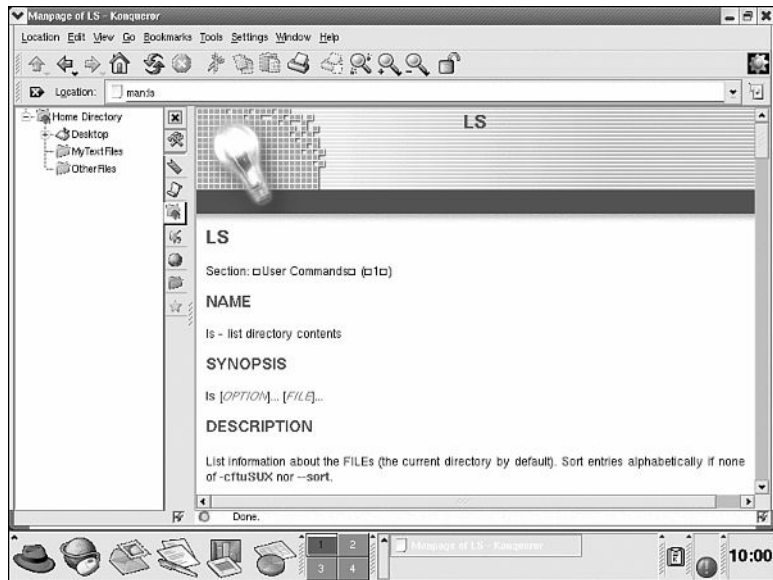 Manpage of LS - Konqueror
Location Edit View Go Bookmarks Tools Settings Window Help
Location: man:ls
Home Directory
Desktop
MyTextFiles
OtherFiles
LS
LS
Section: □User Commands□ (□1□)
NAME
ls - list directory contents
SYNOPSIS
ls [OPTION]... [FILE]...
DESCRIPTION
List information about the FILEs (the current directory by default). Sort entries alphabetically if none
of -cftuSUX nor --sort.
Done.
1 2
3 4
Manpage of LS - Konqueror
10:00